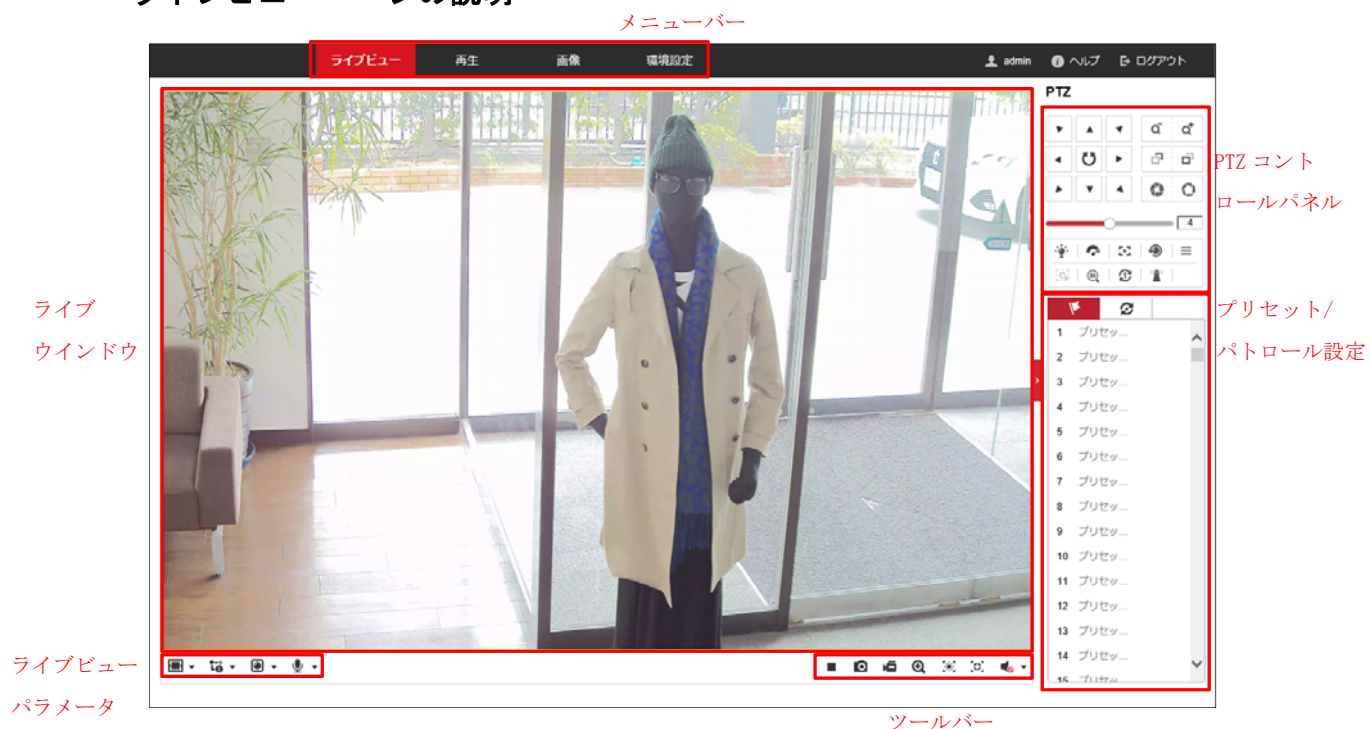 メニューバー
ライブビュー 再生 画像 環境設定 admin ヘルプ ログアウト
PTZ
PTZ コント
ロールパネル
4
ライブ
ウインドウ
プリセット/
パトロール設定
1 プリセッ...
2 プリセッ...
3 プリセッ...
4 プリセッ...
5 プリセッ...
6 プリセッ...
7 プリセッ...
8 プリセッ...
9 プリセッ...
10 プリセッ...
11 プリセッ...
12 プリセッ...
13 プリセッ...
14 プリセッ...
ライブビュー
パラメータ
ツールバー